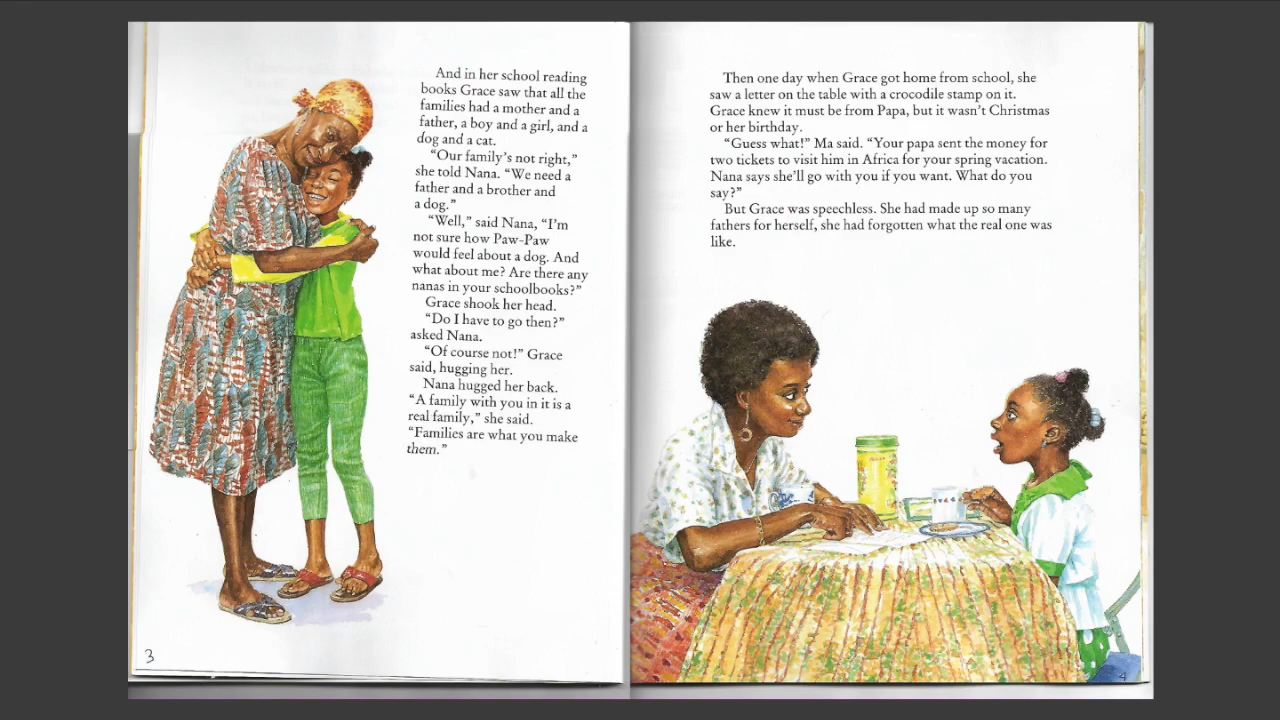 And in her school reading
books Grace saw that all the
families had a mother and a
father, a boy and a girl, and a
dog and a cat.
“Our family’s not right,”
she told Nana. “We need a
father and a brother and
a dog.”
“Well,” said Nana, “I’m
not sure how Paw-Paw
would feel about a dog. And
what about me? Are there any
nanas in your schoolbooks?”
Grace shook her head.
“Do I have to go then?”
asked Nana.
“Of course not!” Grace
said, hugging her.
Nana hugged her back.
“A family with you in it is a
real family,” she said.
“Families are what you make
them.”
3
Then one day when Grace got home from school, she
saw a letter on the table with a crocodile stamp on it.
Grace knew it must be from Papa, but it wasn’t Christmas
or her birthday.
“Guess what!” Ma said. “Your papa sent the money for
two tickets to visit him in Africa for your spring vacation.
Nana says she’ll go with you if you want. What do you
say?”
But Grace was speechless. She had made up so many
fathers for herself, she had forgotten what the real one was
like.
4